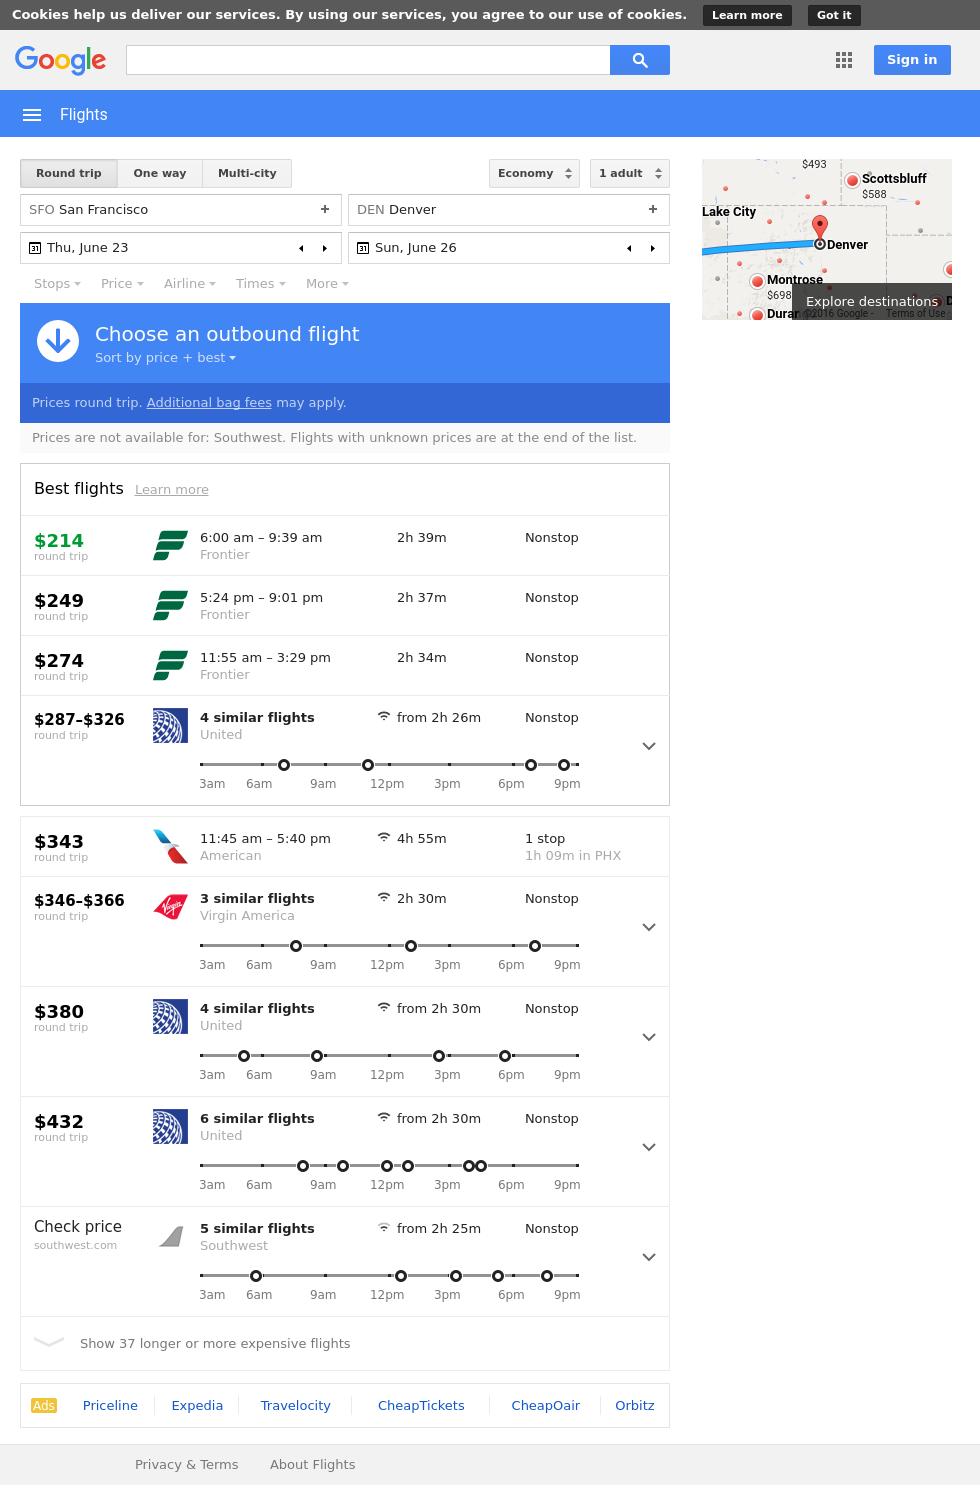 Cookies help us deliver our services. By using our services, you agree to our use of cookies. Learn more Got it
Google Sign in
Flights
Round trip One way Multi-city Economy 1 adult
SFO San Francisco + DEN Denver +
31 Thu, June 23 31 Sun, June 26
Stops Price Airline Times More
$493
Scottsbluff
$588
Lake City
Denver
Montrose
$698
Explore destinations
©2016 Google - Terms of Use
Choose an outbound flight
Sort by price + best
Prices round trip. Additional bag fees may apply.
Prices are not available for: Southwest. Flights with unknown prices are at the end of the list.
Best flights Learn more
$214 6:00 am – 9:39 am 2h 39m Nonstop
round trip Frontier
$249 5:24 pm – 9:01 pm 2h 37m Nonstop
round trip Frontier
$274 11:55 am – 3:29 pm 2h 34m Nonstop
round trip Frontier
$287–$326 4 similar flights from 2h 26m Nonstop
round trip United
3am 6am 9am 12pm 3pm 6pm 9pm
$343 11:45 am – 5:40 pm 4h 55m 1 stop
round trip American 1h 09m in PHX
$346–$366 3 similar flights 2h 30m Nonstop
round trip Virgin America
3am 6am 9am 12pm 3pm 6pm 9pm
$380 4 similar flights from 2h 30m Nonstop
round trip United
3am 6am 9am 12pm 3pm 6pm 9pm
$432 6 similar flights from 2h 30m Nonstop
round trip United
3am 6am 9am 12pm 3pm 6pm 9pm
Check price 5 similar flights from 2h 25m Nonstop
southwest.com Southwest
3am 6am 9am 12pm 3pm 6pm 9pm
Show 37 longer or more expensive flights
Ads Priceline Expedia Travelocity CheapTickets CheapOair Orbitz
Privacy & Terms About Flights